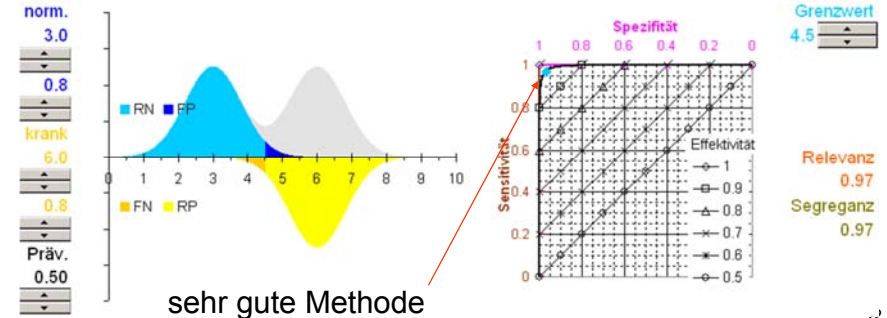 norm.
3.0
0.8
krank
6.0
0.8
Präv.
0.50
RN FP
0 1 2 3 4 5 6 7 8 9 10
FN RP
sehr gute Methode
Spezifität
1 0.8 0.6 0.4 0.2 0
Sensitivität
1
0.8
0.6
0.4
0.2
0
Effektivität
1
0.9
0.8
0.7
0.6
0.5
Grenzwert
4.5
Relevanz
0.97
Segreganz
0.97